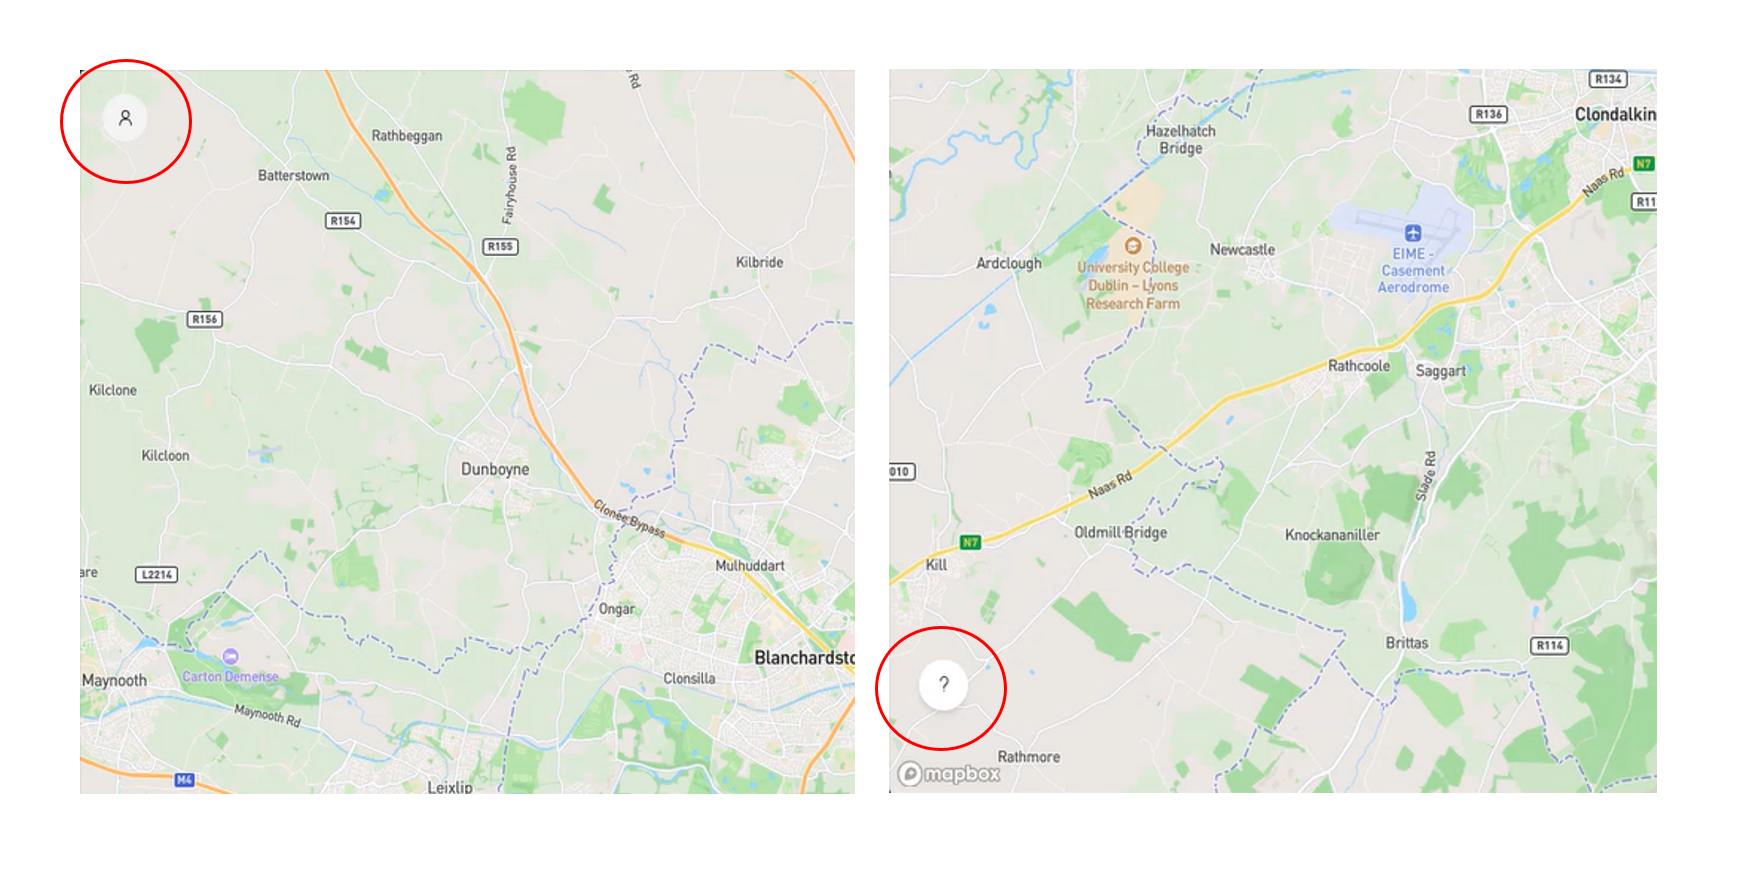 Rd
Rathbeggan
Batterstown
Fairyhouse Rd
R154
R155
Kilbride
R156
Kilclone
Kilcloon
Dunboyne
Clonee Bypass
Mulhuddart
are
L2214
Ongar
Blanchardsto
Carton Demense
Maynooth
Clonsilla
Maynooth Rd
M4
Leixlip
R134
R136
Clondalkin
Hazelhatch
Bridge
N7
Naas Rd
R11
Newcastle
Ardclough
University College
Dublin – Lyons
Research Farm
EIME -
Casement
Aerodrome
Rathcoole
Saggart
010
Naas Rd
Slade Rd
Oldmill Bridge
Knockananiller
N7
Kill
Brittas
R114
?
Rathmore
mapbox